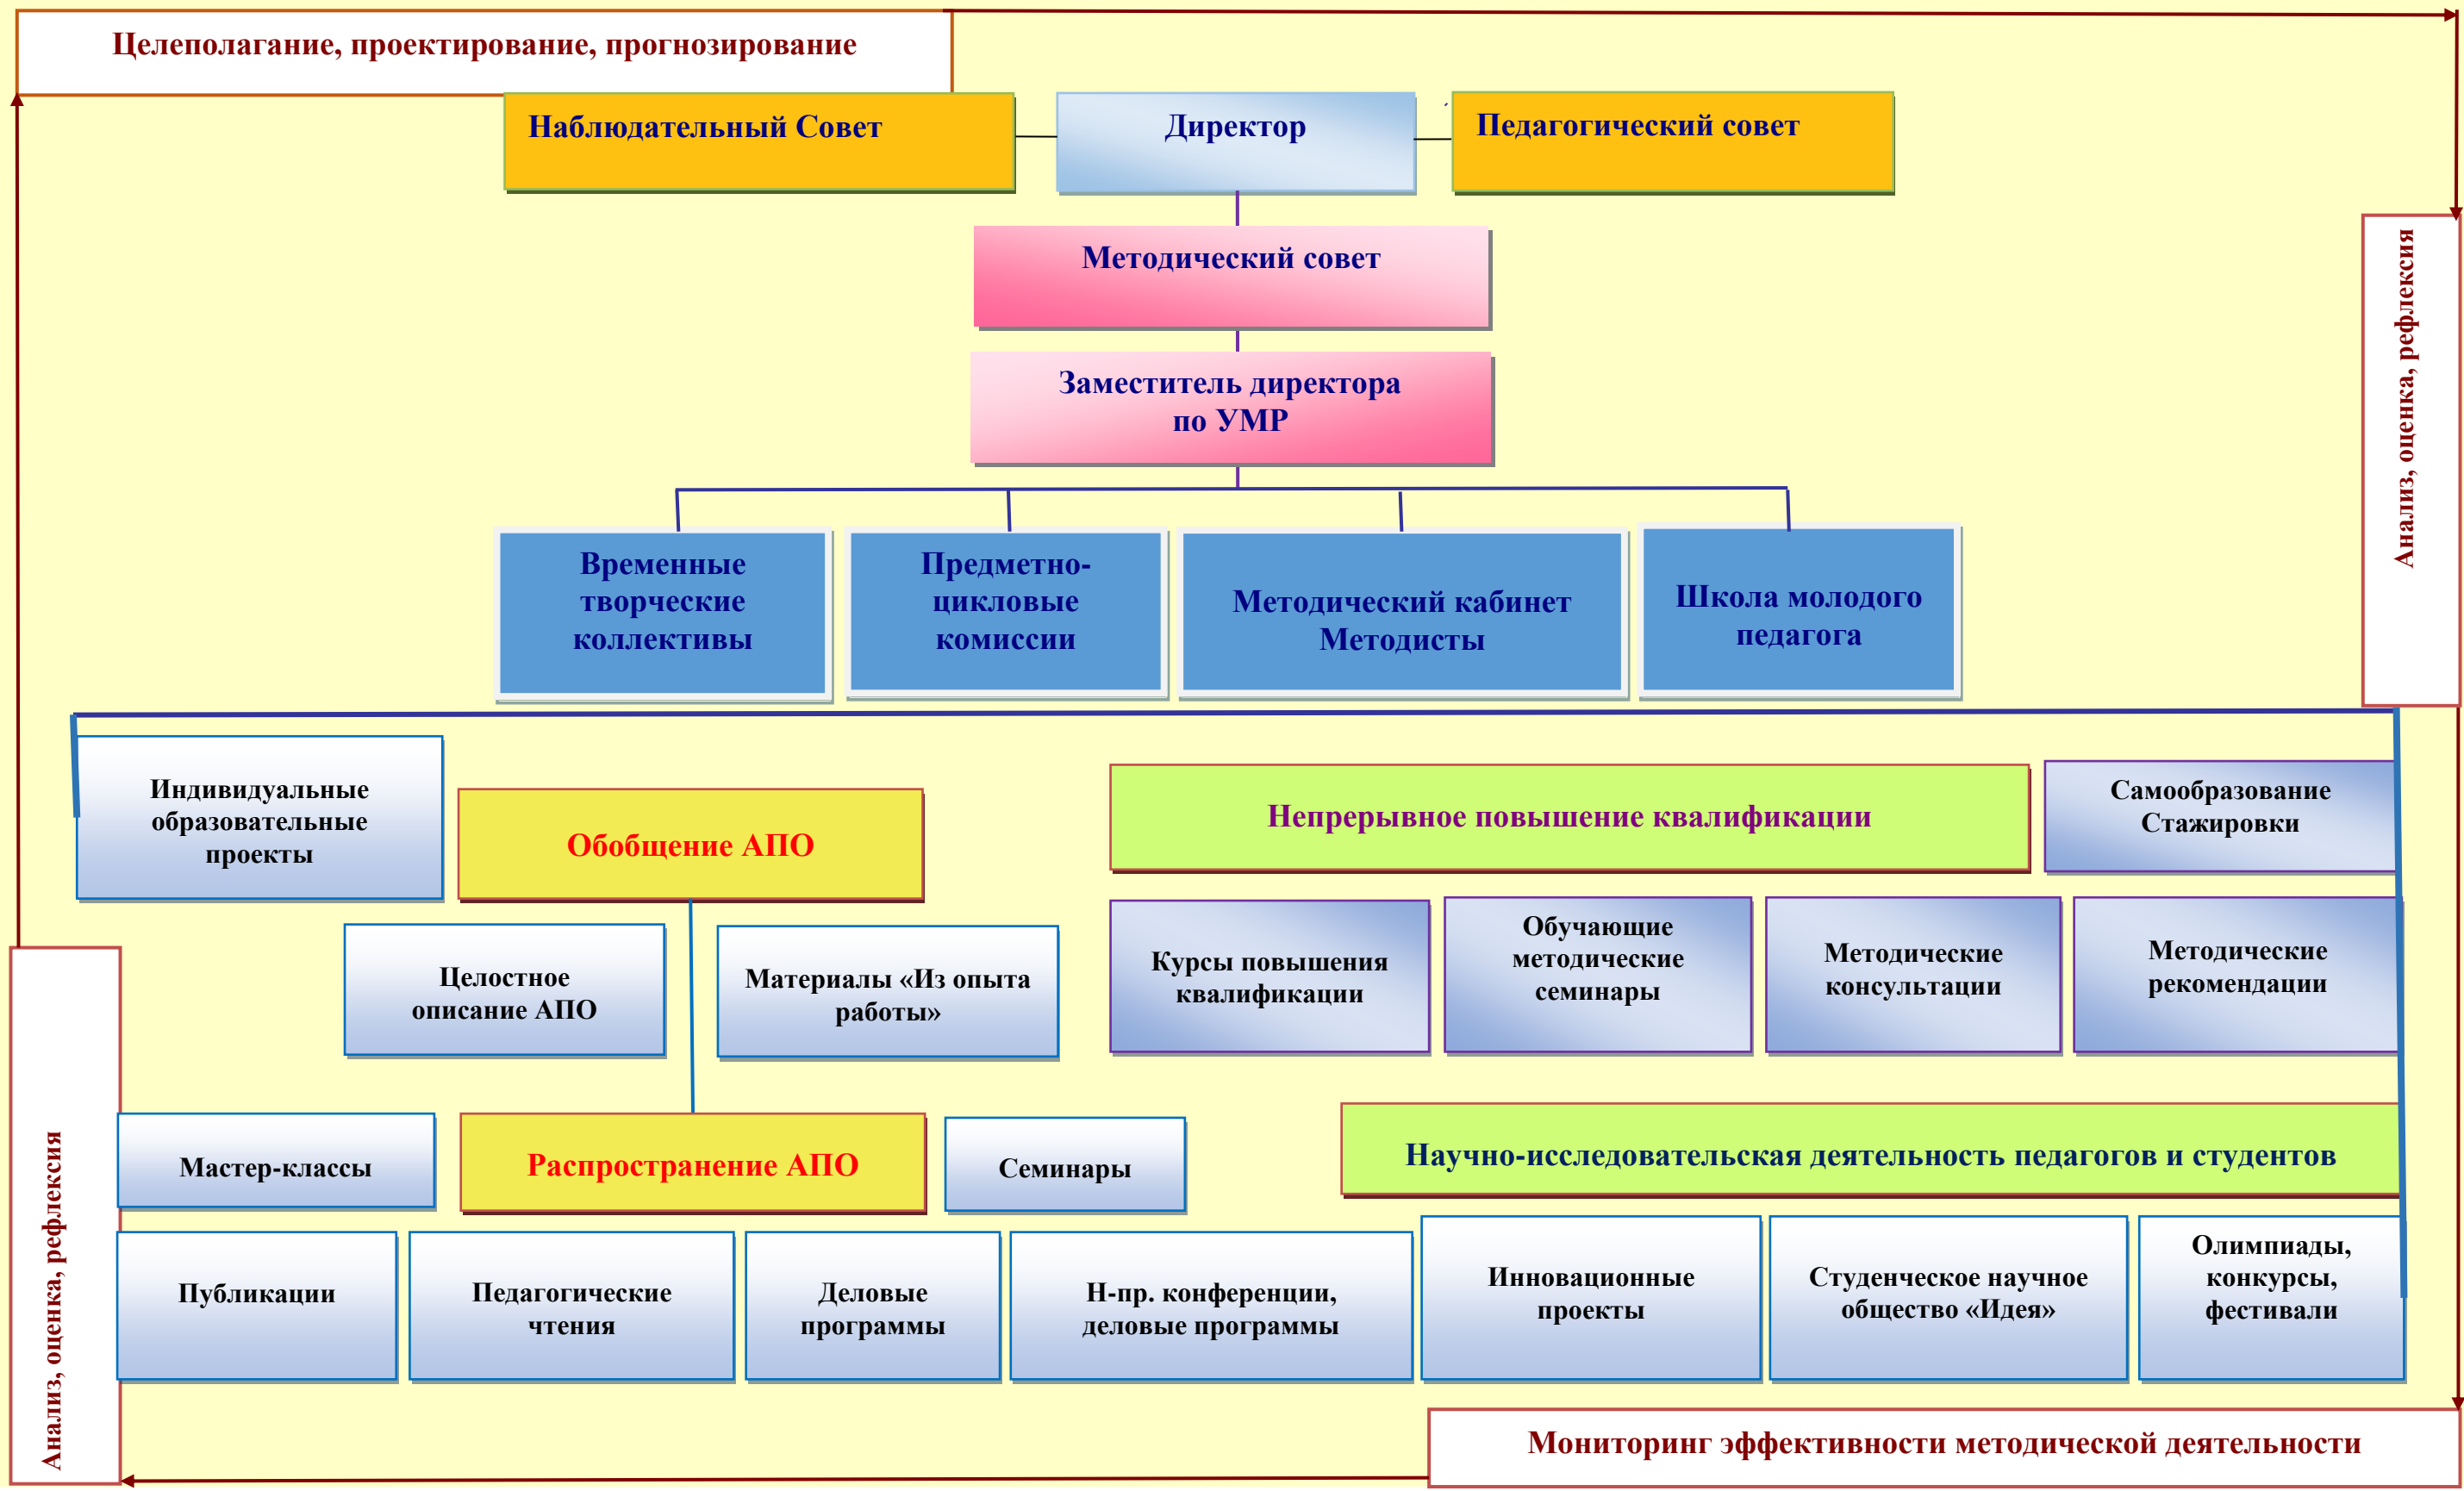 Целеполагание, проектирование, прогнозирование
Наблюдательный Совет
Директор
Педагогический совет
Методический совет
Заместитель директора
по УМР
Анализ, оценка, рефлексия
Временные
творческие
коллективы
Предметно-
цикловые
комиссии
Методический кабинет
Методисты
Школа молодого
педагога
Индивидуальные
образовательные
проекты
Обобщение АПО
Непрерывное повышение квалификации
Самообразование
Стажировки
Целостное
описание АПО
Материалы «Из опыта
работы»
Курсы повышения
квалификации
Обучающие
методические
семинары
Методические
консультации
Методические
рекомендации
Мастер-классы
Распространение АПО
Семинары
Научно-исследовательская деятельность педагогов и студентов
Анализ, оценка, рефлексия
Публикации
Педагогические
чтения
Деловые
программы
Н-пр. конференции,
деловые программы
Инновационные
проекты
Студенческое научное
общество «Идея»
Олимпиады,
конкурсы,
фестивали
Мониторинг эффективности методической деятельности